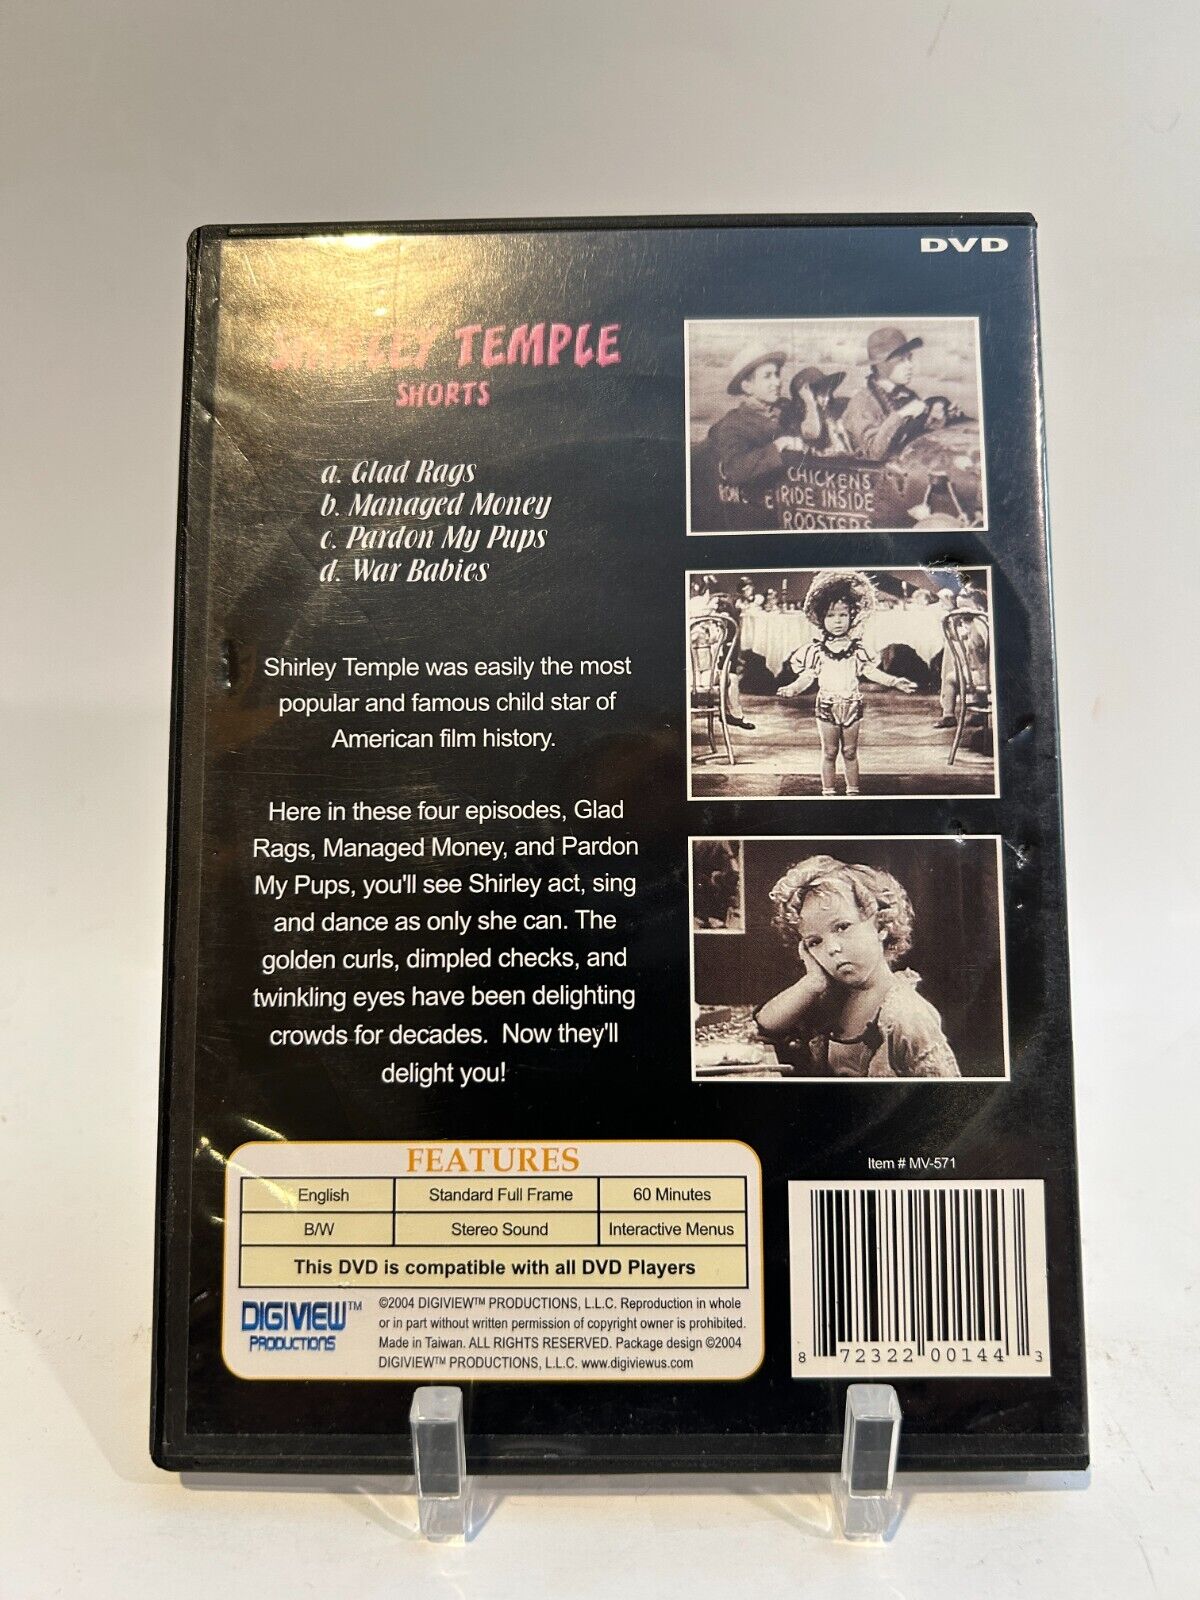 DVD
SHIRLEY TEMPLE
SHORTS
a. Glad Rags
b. Managed Money
c. Pardon My Pups
d. War Babies
Shirley Temple was easily the most
popular and famous child star of
American film history.
Here in these four episodes, Glad
Rags, Managed Money, and Pardon
My Pups, you'll see Shirley act, sing
and dance as only she can. The
golden curls, dimpled checks, and
twinkling eyes have been delighting
crowds for decades. Now they'll
delight you!
CHICKENS
RIDE INSIDE
ROOSTERS
FEATURES
English Standard Full Frame 60 Minutes
B/W Stereo Sound Interactive Menus
This DVD is compatible with all DVD Players
DIGIVIEW™
PRODUCTIONS
©2004 DIGIVIEW™ PRODUCTIONS, L.L.C. Reproduction in whole
or in part without written permission of copyright owner is prohibited.
Made in Taiwan. ALL RIGHTS RESERVED. Package design ©2004
DIGIVIEW™ PRODUCTIONS, L.L.C. www.digiviewus.com
Item # MV-571
8 72322 00144 3